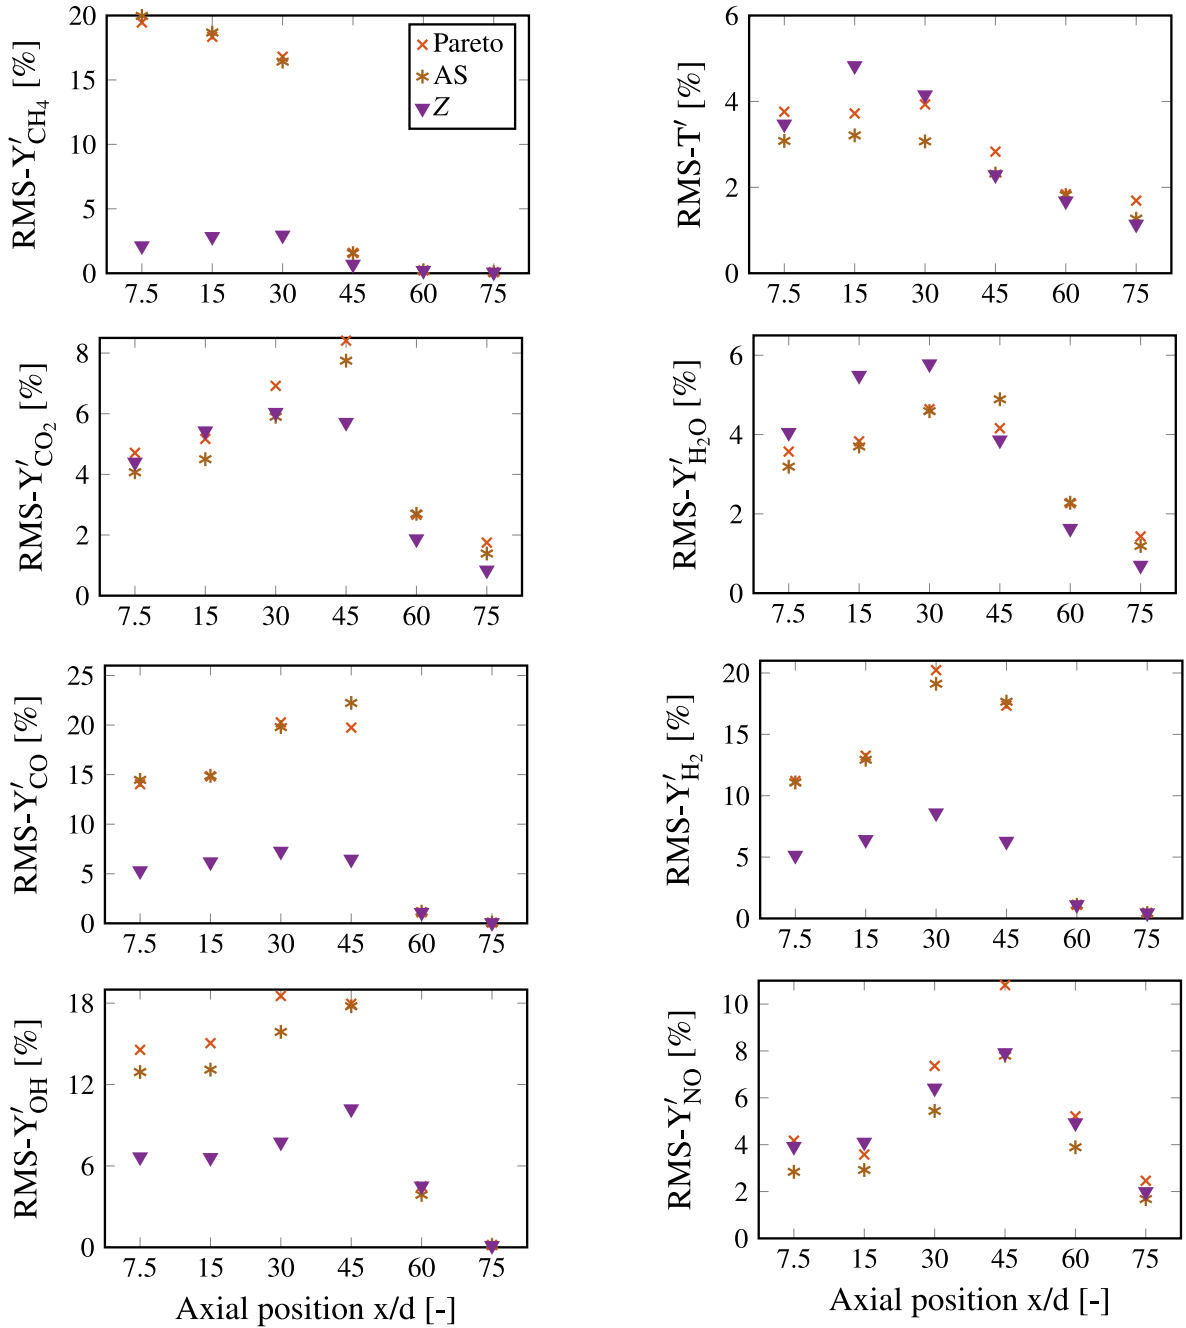 RMS-Y′CH4 [%]
20
15
10
5
0
7.5 15 30 45 60 75
Pareto
AS
Z
RMS-T′ [%]
6
4
2
0
7.5 15 30 45 60 75
RMS-Y′CO2 [%]
8
6
4
2
0
7.5 15 30 45 60 75
RMS-Y′H2O [%]
6
4
2
0
7.5 15 30 45 60 75
RMS-Y′CO [%]
25
20
15
10
5
0
7.5 15 30 45 60 75
RMS-Y′H2 [%]
20
15
10
5
0
7.5 15 30 45 60 75
RMS-Y′OH [%]
18
12
6
0
7.5 15 30 45 60 75
Axial position x/d [-]
RMS-Y′NO [%]
10
8
6
4
2
0
7.5 15 30 45 60 75
Axial position x/d [-]